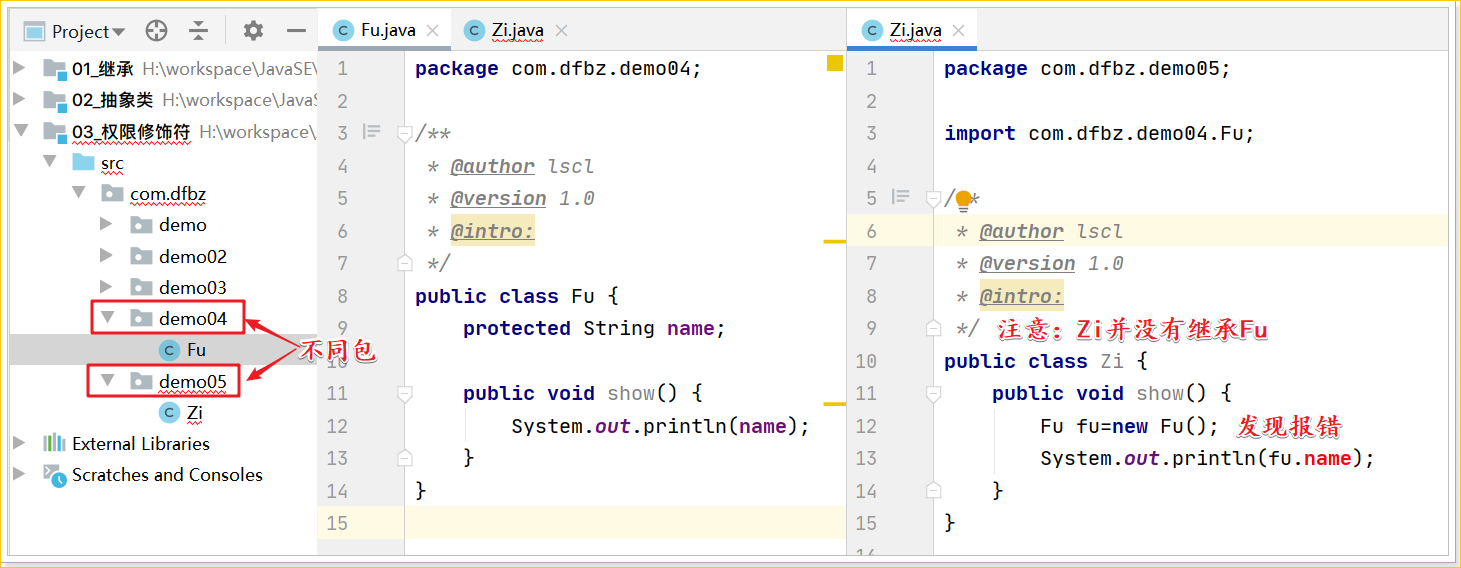 Project
01_继承 H:\workspace\JavaSE\
02_抽象类 H:\workspace\JavaS
03_权限修饰符 H:\workspace\
src
com.dfbz
demo
demo02
demo03
demo04
Fu
demo05
Zi
External Libraries
Scratches and Consoles
不同包
Fu.java
Zi.java
1 package com.dfbz.demo04;
2
3 /**
4 * @author lscl
5 * @version 1.0
6 * @intro:
7 */
8 public class Fu {
9 protected String name;
10
11 public void show() {
12 System.out.println(name);
13 }
14 }
15
Zi.java
1 package com.dfbz.demo05;
2
3 import com.dfbz.demo04.Fu;
4
5 /**
6 * @author lscl
7 * @version 1.0
8 * @intro:
9 */ 注意：Zi并没有继承Fu
10 public class Zi {
11 public void show() {
12 Fu fu=new Fu(); 发现报错
13 System.out.println(fu.name);
14 }
15 }